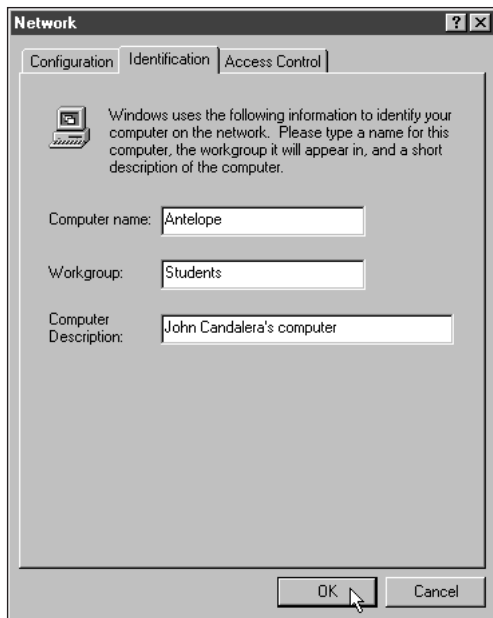 Network
Configuration Identification Access Control
Windows uses the following information to identify your
computer on the network. Please type a name for this
computer, the workgroup it will appear in, and a short
description of the computer.
Computer name: Antelope
Workgroup: Students
Computer
Description: John Candalera's computer
OK Cancel